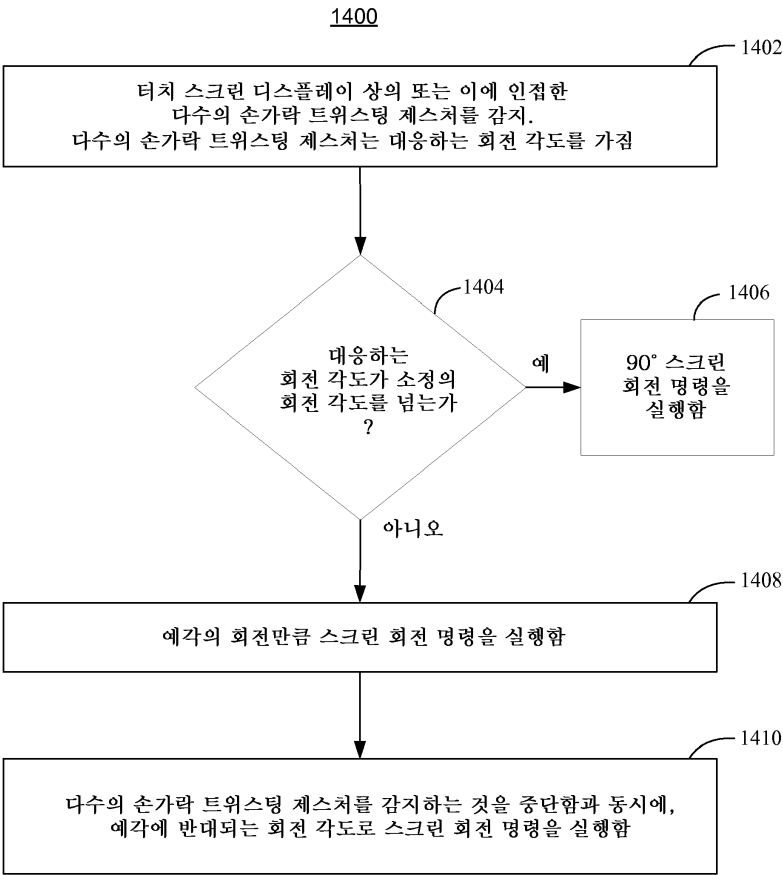 1400
1402
터치 스크린 디스플레이 상의 또는 이에 인접한
다수의 손가락 트위스팅 제스처를 감지.
다수의 손가락 트위스팅 제스처는 대응하는 회전 각도를 가짐
1404
대응하는
회전 각도가 소정의
회전 각도를 넘는가
?
예
1406
90° 스크린
회전 명령을
실행함
아니오
1408
예각의 회전만큼 스크린 회전 명령을 실행함
1410
다수의 손가락 트위스팅 제스처를 감지하는 것을 중단함과 동시에,
예각에 반대되는 회전 각도로 스크린 회전 명령을 실행함